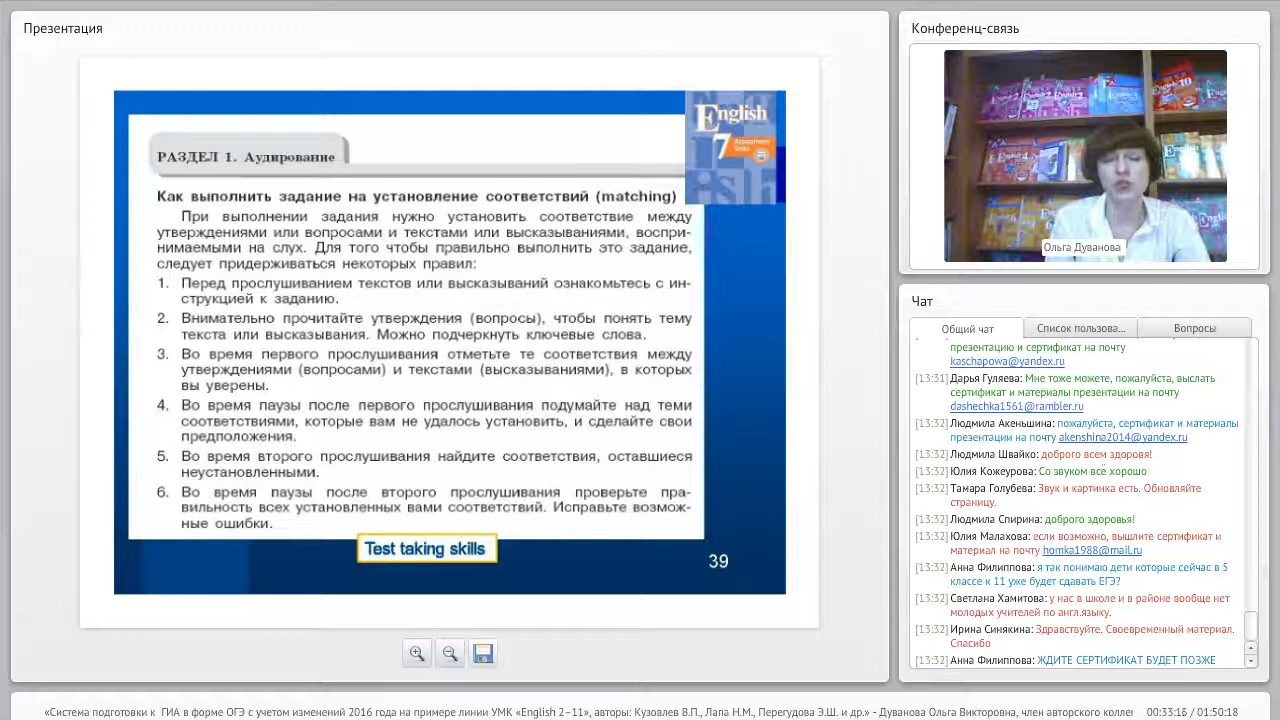 Презентация
English
7
Assessment
Tasks
РАЗДЕЛ 1. Аудирование
Как выполнить задание на установление соответствий (matching)
При выполнении задания нужно установить соответствие между
утверждениями или вопросами и текстами или высказываниями, воспри-
нимаемыми на слух. Для того чтобы правильно выполнить это задание,
следует придерживаться некоторых правил:
1. Перед прослушиванием текстов или высказываний ознакомьтесь с ин-
струкцией к заданию.
2. Внимательно прочитайте утверждения (вопросы), чтобы понять тему
текста или высказывания. Можно подчеркнуть ключевые слова.
3. Во время первого прослушивания отметьте те соответствия между
утверждениями (вопросами) и текстами (высказываниями), в которых
вы уверены.
4. Во время паузы после первого прослушивания подумайте над теми
соответствиями, которые вам не удалось установить, и сделайте свои
предположения.
5. Во время второго прослушивания найдите соответствия, оставшиеся
неустановленными.
6. Во время паузы после второго прослушивания проверьте пра-
вильность всех установленных вами соответствий. Исправьте возмож-
ные ошибки.
Test taking skills
39
Конференц-связь
Ольга Дуванова
Чат
Общий чат
Список пользова...
Вопросы
презентацию и сертификат на почту
kaschapowa@yandex.ru
[13:31] Дарья Гуляева: Мне тоже можете, пожалуйста, выслать
сертификат и материалы презентации на почту
dashechka1561@rambler.ru
Людмила Акеньшина: пожалуйста, сертификат и материалы
презентации на почту akenshina2014@yandex.ru
[13:32] Людмила Швайко: доброго всем здоровя!
[13:32] Юлия Кожеурова: Со звуком всё хорошо
[13:32] Тамара Голубева: Звук и картинка есть. Обновляйте
страницу.
[13:32] Людмила Спирина: доброго здоровья!
[13:32] Юлия Малахова: если возможно, вышлите сертификат и
материал на почту homka1988@mail.ru
[13:32] Анна Филиппова: я так понимаю дети которые сейчас в 5
классе к 11 уже будет сдавать ЕГЭ?
[13:32] Светлана Хамитова: у нас в школе и в районе вообще нет
молодых учителей по англ.языку.
[13:32] Ирина Синякина: Здравствуйте. Своевременный материал.
Спасибо
[13:32] Анна Филиппова: ЖДИТЕ СЕРТИФИКАТ БУДЕТ ПОЗЖЕ
«Система подготовки к ГИА в форме ОГЭ с учетом изменений 2016 года на примере линии УМК «English 2–11», авторы: Кузовлев В.П., Лапа Н.М., Перегудова Э.Ш. и др.» - Дуванова Ольга Викторовна, член авторского коллек
00:33:16 / 01:50:18